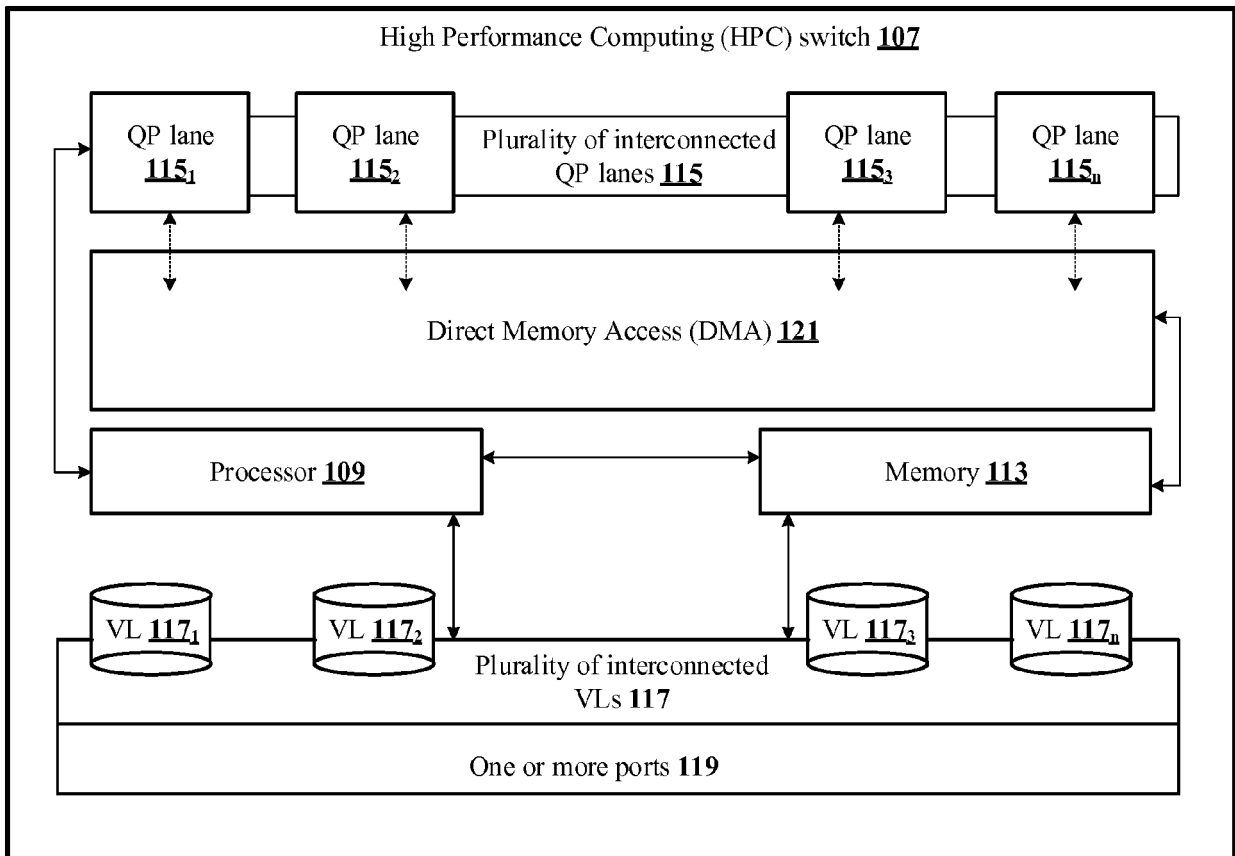 High Performance Computing (HPC) switch 107
QP lane
115₁
QP lane
115₂
Plurality of interconnected
QP lanes 115
QP lane
115₃
QP lane
115ₙ
Direct Memory Access (DMA) 121
Processor 109
Memory 113
VL 117₁
VL 117₂
VL 117₃
VL 117ₙ
Plurality of interconnected
VLs 117
One or more ports 119